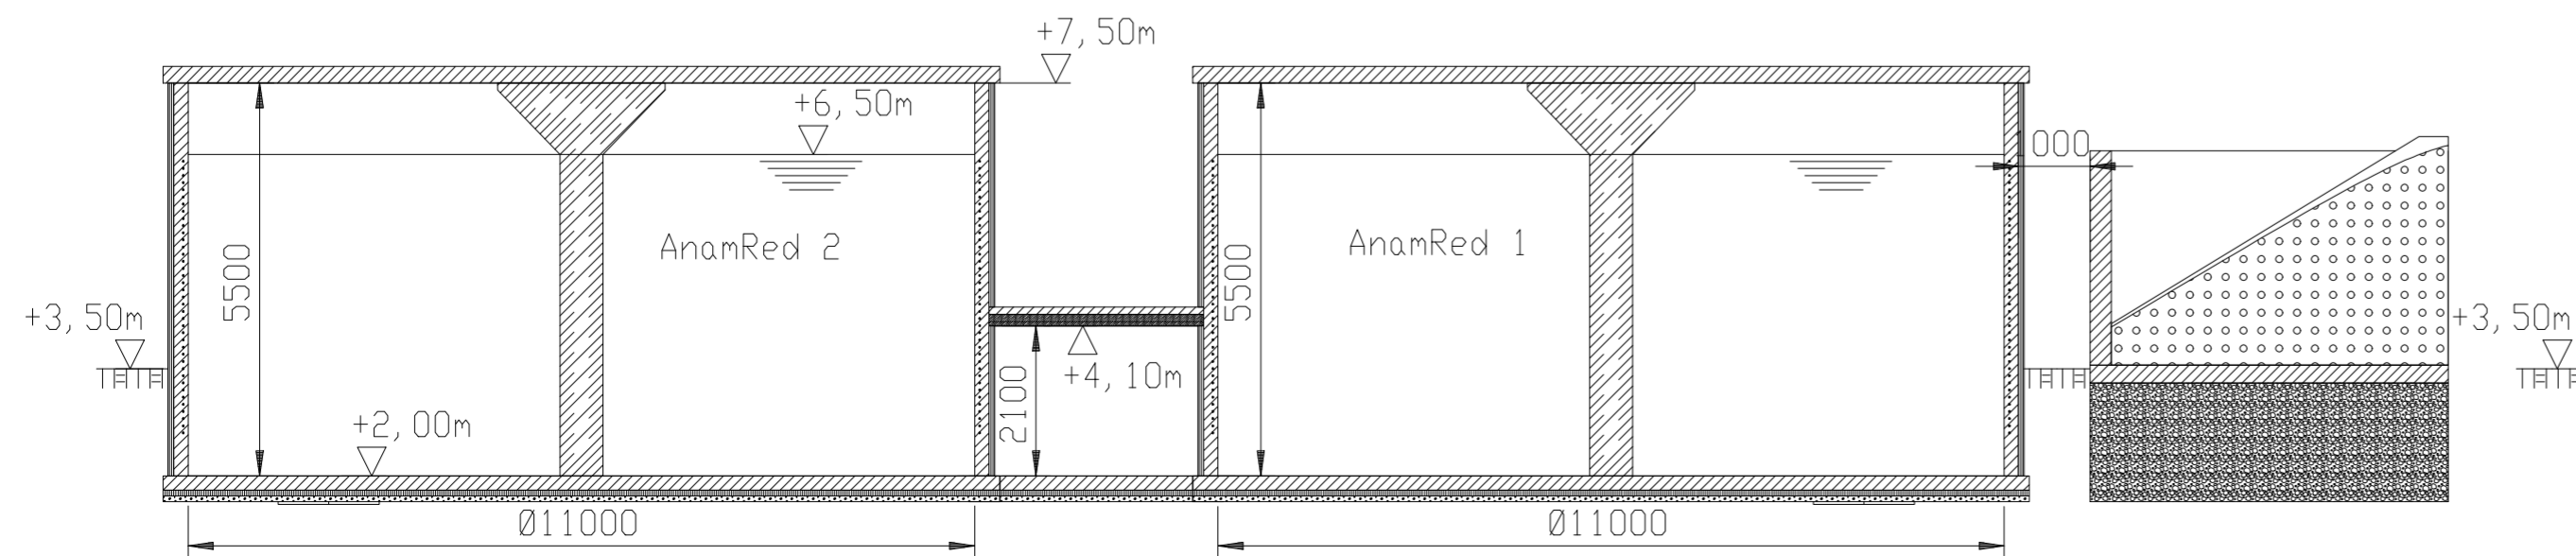 +7,50m
+6,50m
1000
AnamRed 2
AnamRed 1
5500
5500
+3,50m
+3,50m
+4,10m
2100
+2,00m
Ø11000
Ø11000